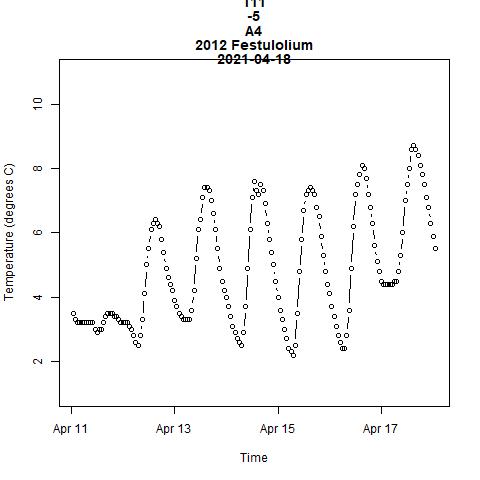 T11
-5
A4
2012 Festulolium
2021-04-18
Temperature (degrees C)
10
8
6
4
2
Apr 11
Apr 13
Apr 15
Apr 17
Time